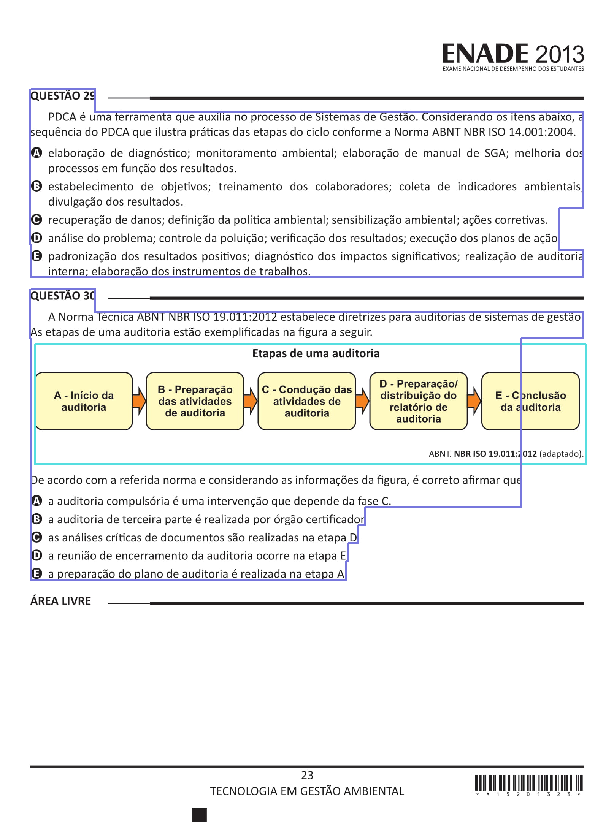 ENADE 2013
EXAME NACIONAL DE DESEMPENHO DOS ESTUDANTES
QUESTÃO 29
PDCA é uma ferramenta que auxilia no processo de Sistemas de Gestão. Considerando os itens abaixo, a
sequência do PDCA que ilustra práticas das etapas do ciclo conforme a Norma ABNT NBR ISO 14.001:2004.
A elaboração de diagnóstico; monitoramento ambiental; elaboração de manual de SGA; melhoria dos
processos em função dos resultados.
B estabelecimento de objetivos; treinamento dos colaboradores; coleta de indicadores ambientais;
divulgação dos resultados.
C recuperação de danos; definição da política ambiental; sensibilização ambiental; ações corretivas.
D análise do problema; controle da poluição; verificação dos resultados; execução dos planos de ação.
E padronização dos resultados positivos; diagnóstico dos impactos significativos; realização de auditoria
interna; elaboração dos instrumentos de trabalhos.
QUESTÃO 30
A Norma Técnica ABNT NBR ISO 19.011:2012 estabelece diretrizes para auditorias de sistemas de gestão.
As etapas de uma auditoria estão exemplificadas na figura a seguir.
Etapas de uma auditoria
A - Início da
auditoria
B - Preparação
das atividades
de auditoria
C - Condução das
atividades de
auditoria
D - Preparação/
distribuição do
relatório de
auditoria
E - Conclusão
da auditoria
ABNT. NBR ISO 19.011:2012 (adaptado).
De acordo com a referida norma e considerando as informações da figura, é correto afirmar que
A a auditoria compulsória é uma intervenção que depende da fase C.
B a auditoria de terceira parte é realizada por órgão certificador.
C as análises críticas de documentos são realizadas na etapa D.
D a reunião de encerramento da auditoria ocorre na etapa E.
E a preparação do plano de auditoria é realizada na etapa A.
ÁREA LIVRE
23
TECNOLOGIA EM GESTÃO AMBIENTAL